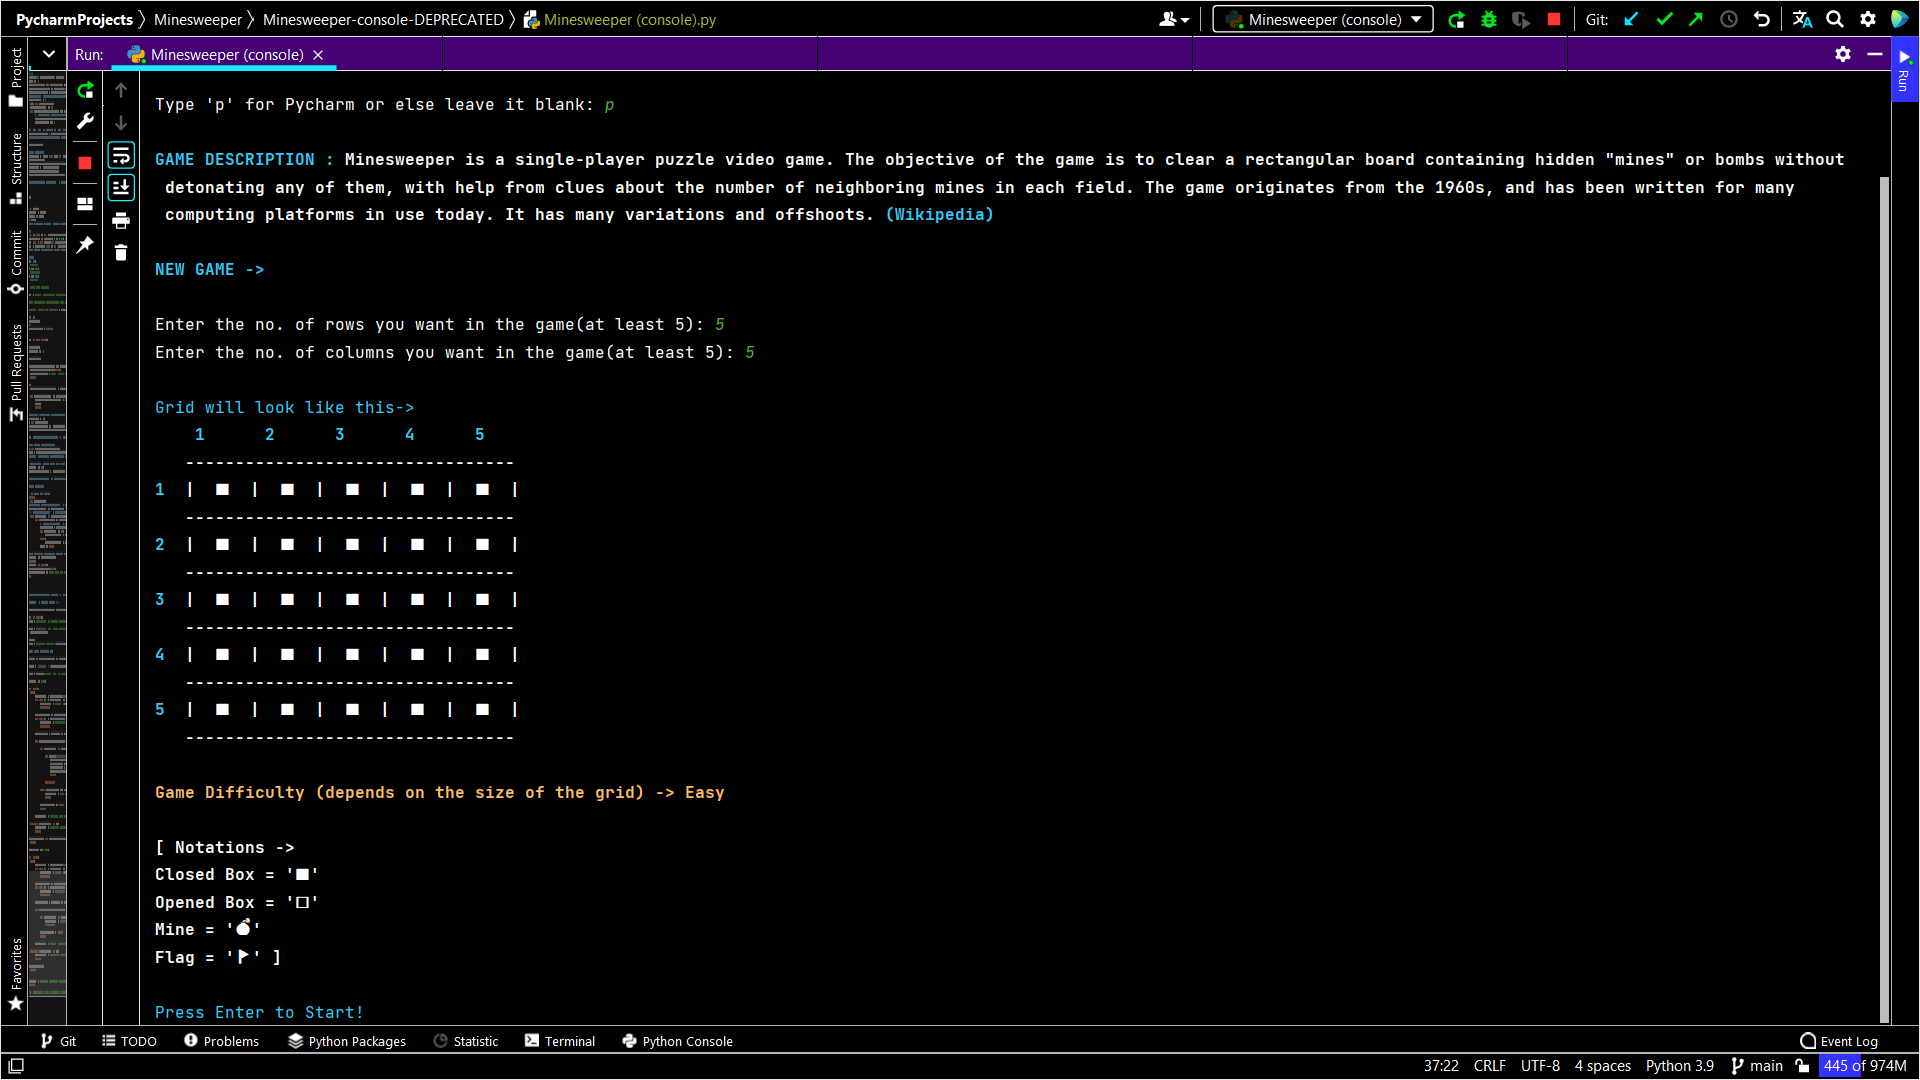 PycharmProjects Minesweeper Minesweeper-console-DEPRECATED Minesweeper (console).py Minesweeper (console) Git:
Run: Minesweeper (console)
Project
Structure
Commit
Pull Requests
Favorites
Run
Type 'p' for Pycharm or else leave it blank: p
GAME DESCRIPTION : Minesweeper is a single-player puzzle video game. The objective of the game is to clear a rectangular board containing hidden "mines" or bombs without
detonating any of them, with help from clues about the number of neighboring mines in each field. The game originates from the 1960s, and has been written for many
computing platforms in use today. It has many variations and offshoots. (Wikipedia)
NEW GAME ->
Enter the no. of rows you want in the game(at least 5): 5
Enter the no. of columns you want in the game(at least 5): 5
Grid will look like this->
1 2 3 4 5
---------------------------------
1 | ■ | ■ | ■ | ■ | ■ |
---------------------------------
2 | ■ | ■ | ■ | ■ | ■ |
---------------------------------
3 | ■ | ■ | ■ | ■ | ■ |
---------------------------------
4 | ■ | ■ | ■ | ■ | ■ |
---------------------------------
5 | ■ | ■ | ■ | ■ | ■ |
---------------------------------
Game Difficulty (depends on the size of the grid) -> Easy
[ Notations ->
Closed Box = '■'
Opened Box = '□'
Mine = '💣'
Flag = '⚑' ]
Press Enter to Start!
Git TODO Problems Python Packages Statistic Terminal Python Console Event Log
37:22 CRLF UTF-8 4 spaces Python 3.9 main 445 of 974M